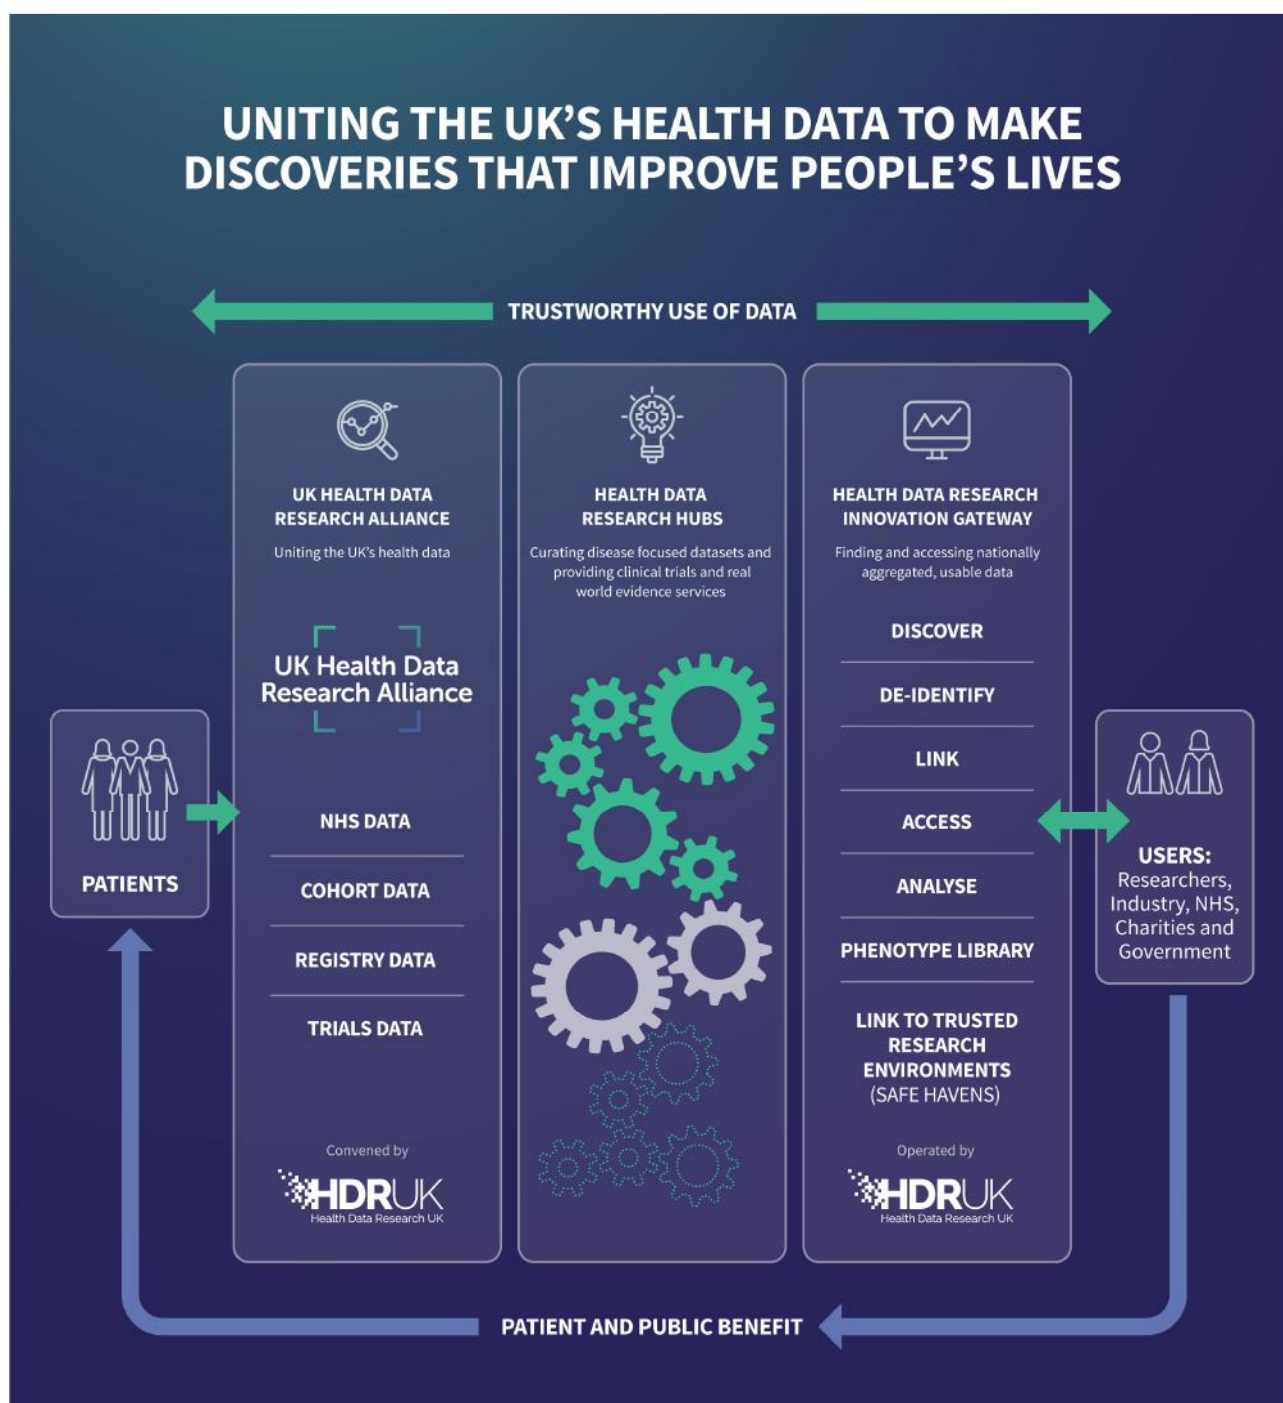 UNITING THE UK’S HEALTH DATA TO MAKE
DISCOVERIES THAT IMPROVE PEOPLE’S LIVES
TRUSTWORTHY USE OF DATA
UK HEALTH DATA
RESEARCH ALLIANCE
Uniting the UK’s health data
UK Health Data
Research Alliance
NHS DATA
COHORT DATA
REGISTRY DATA
TRIALS DATA
Convened by
HDRUK
Health Data Research UK
HEALTH DATA
RESEARCH HUBS
Curating disease focused datasets and
providing clinical trials and real
world evidence services
HEALTH DATA RESEARCH
INNOVATION GATEWAY
Finding and accessing nationally
aggregated, usable data
DISCOVER
DE-IDENTIFY
LINK
ACCESS
ANALYSE
PHENOTYPE LIBRARY
LINK TO TRUSTED
RESEARCH
ENVIRONMENTS
(SAFE HAVENS)
Operated by
HDRUK
Health Data Research UK
PATIENTS
USERS:
Researchers,
Industry, NHS,
Charities and
Government
PATIENT AND PUBLIC BENEFIT